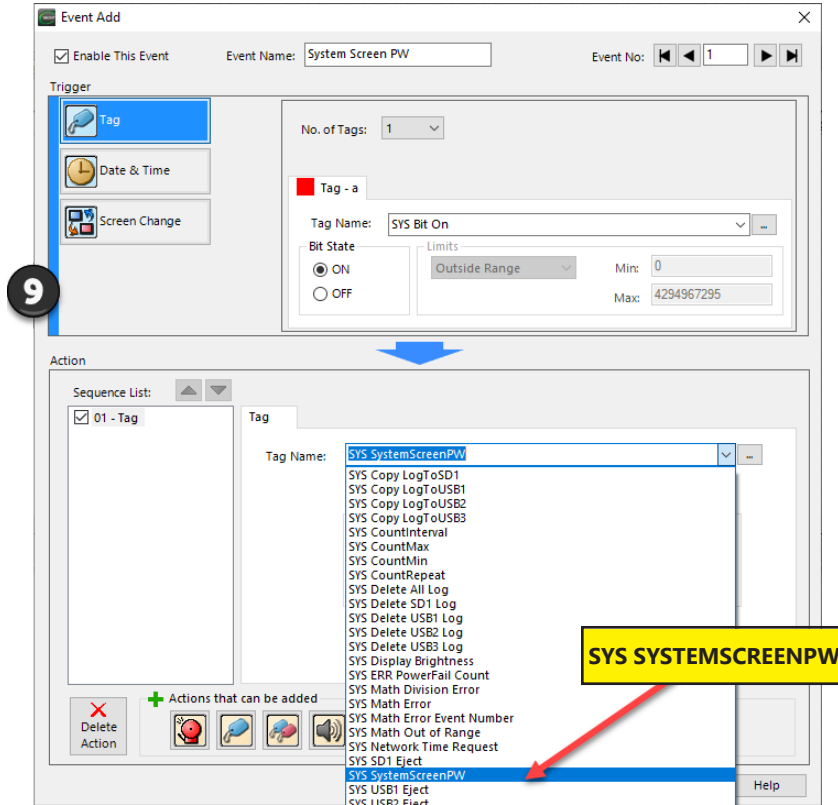 Event Add
Enable This Event
Event Name: System Screen PW
Event No: 1
Trigger
Tag
No. of Tags: 1
Date & Time
Tag - a
Screen Change
Tag Name: SYS Bit On ...
Bit State
Limits
ON
Outside Range
Min: 0
9
OFF
Max: 4294967295
Action
Sequence List:
01 - Tag
Tag
Tag Name: SYS SystemScreenPW ...
SYS Copy LogToSD1
SYS Copy LogToUSB1
SYS Copy LogToUSB2
SYS Copy LogToUSB3
SYS CountInterval
SYS CountMax
SYS CountMin
SYS CountRepeat
SYS Delete All Log
SYS Delete SD1 Log
SYS Delete USB1 Log
SYS Delete USB2 Log
SYS Delete USB3 Log
SYS Display Brightness
SYS ERR PowerFail Count
SYS Math Division Error
SYS Math Error
SYS Math Error Event Number
SYS Math Out of Range
SYS Network Time Request
SYS SD1 Eject
SYS SystemScreenPW
SYS USB1 Eject
SYS USB2 Eject
SYS SYSTEMSCREENPW
Actions that can be added
Delete
Action
Help